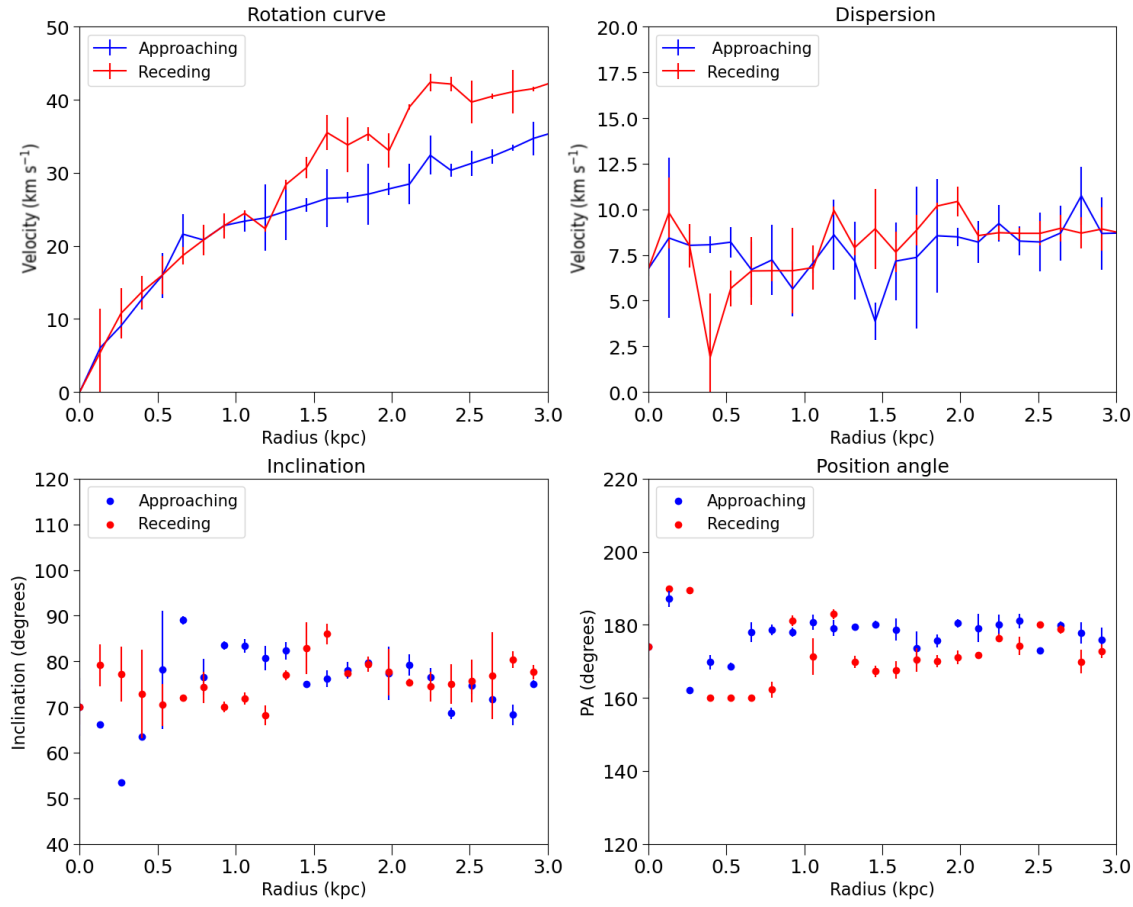 Rotation curve
50
40
30
20
10
0
Velocity (km s⁻¹)
Approaching
Receding
0.0 0.5 1.0 1.5 2.0 2.5 3.0
Radius (kpc)
Dispersion
20.0
17.5
15.0
12.5
10.0
7.5
5.0
2.5
0.0
Velocity (km s⁻¹)
Approaching
Receding
0.0 0.5 1.0 1.5 2.0 2.5 3.0
Radius (kpc)
Inclination
120
110
100
90
80
70
60
50
40
Inclination (degrees)
Approaching
Receding
0.0 0.5 1.0 1.5 2.0 2.5 3.0
Radius (kpc)
Position angle
220
200
180
160
140
120
PA (degrees)
Approaching
Receding
0.0 0.5 1.0 1.5 2.0 2.5 3.0
Radius (kpc)